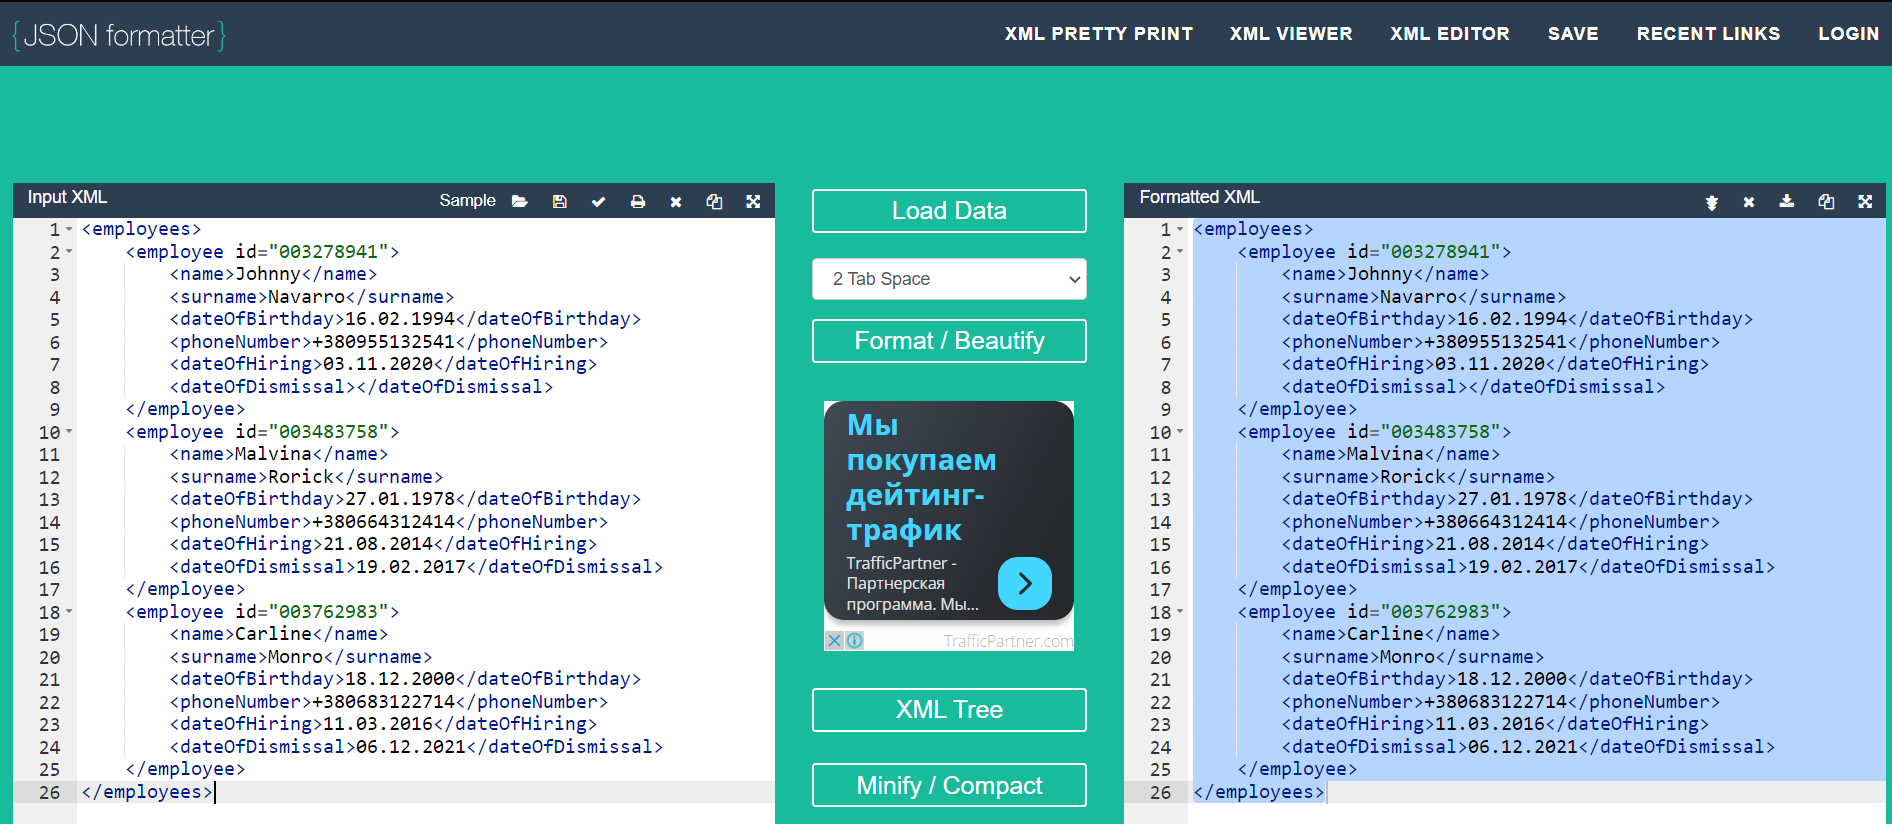 {JSON formatter}
XML PRETTY PRINT XML VIEWER XML EDITOR SAVE RECENT LINKS LOGIN
Input XML
Sample
1 <employees>
2 <employee id="003278941">
3 <name>Johnny</name>
4 <surname>Navarro</surname>
5 <dateOfBirthday>16.02.1994</dateOfBirthday>
6 <phoneNumber>+380955132541</phoneNumber>
7 <dateOfHiring>03.11.2020</dateOfHiring>
8 <dateOfDismissal></dateOfDismissal>
9 </employee>
10 <employee id="003483758">
11 <name>Malvina</name>
12 <surname>Rorick</surname>
13 <dateOfBirthday>27.01.1978</dateOfBirthday>
14 <phoneNumber>+380664312414</phoneNumber>
15 <dateOfHiring>21.08.2014</dateOfHiring>
16 <dateOfDismissal>19.02.2017</dateOfDismissal>
17 </employee>
18 <employee id="003762983">
19 <name>Carline</name>
20 <surname>Monro</surname>
21 <dateOfBirthday>18.12.2000</dateOfBirthday>
22 <phoneNumber>+380683122714</phoneNumber>
23 <dateOfHiring>11.03.2016</dateOfHiring>
24 <dateOfDismissal>06.12.2021</dateOfDismissal>
25 </employee>
26 </employees>
Load Data
2 Tab Space
Format / Beautify
Мы
покупаем
дейтинг-
трафик
TrafficPartner -
Партнерская
программа. Мы...
TrafficPartner.com
XML Tree
Minify / Compact
Formatted XML
1 <employees>
2 <employee id="003278941">
3 <name>Johnny</name>
4 <surname>Navarro</surname>
5 <dateOfBirthday>16.02.1994</dateOfBirthday>
6 <phoneNumber>+380955132541</phoneNumber>
7 <dateOfHiring>03.11.2020</dateOfHiring>
8 <dateOfDismissal></dateOfDismissal>
9 </employee>
10 <employee id="003483758">
11 <name>Malvina</name>
12 <surname>Rorick</surname>
13 <dateOfBirthday>27.01.1978</dateOfBirthday>
14 <phoneNumber>+380664312414</phoneNumber>
15 <dateOfHiring>21.08.2014</dateOfHiring>
16 <dateOfDismissal>19.02.2017</dateOfDismissal>
17 </employee>
18 <employee id="003762983">
19 <name>Carline</name>
20 <surname>Monro</surname>
21 <dateOfBirthday>18.12.2000</dateOfBirthday>
22 <phoneNumber>+380683122714</phoneNumber>
23 <dateOfHiring>11.03.2016</dateOfHiring>
24 <dateOfDismissal>06.12.2021</dateOfDismissal>
25 </employee>
26 </employees>